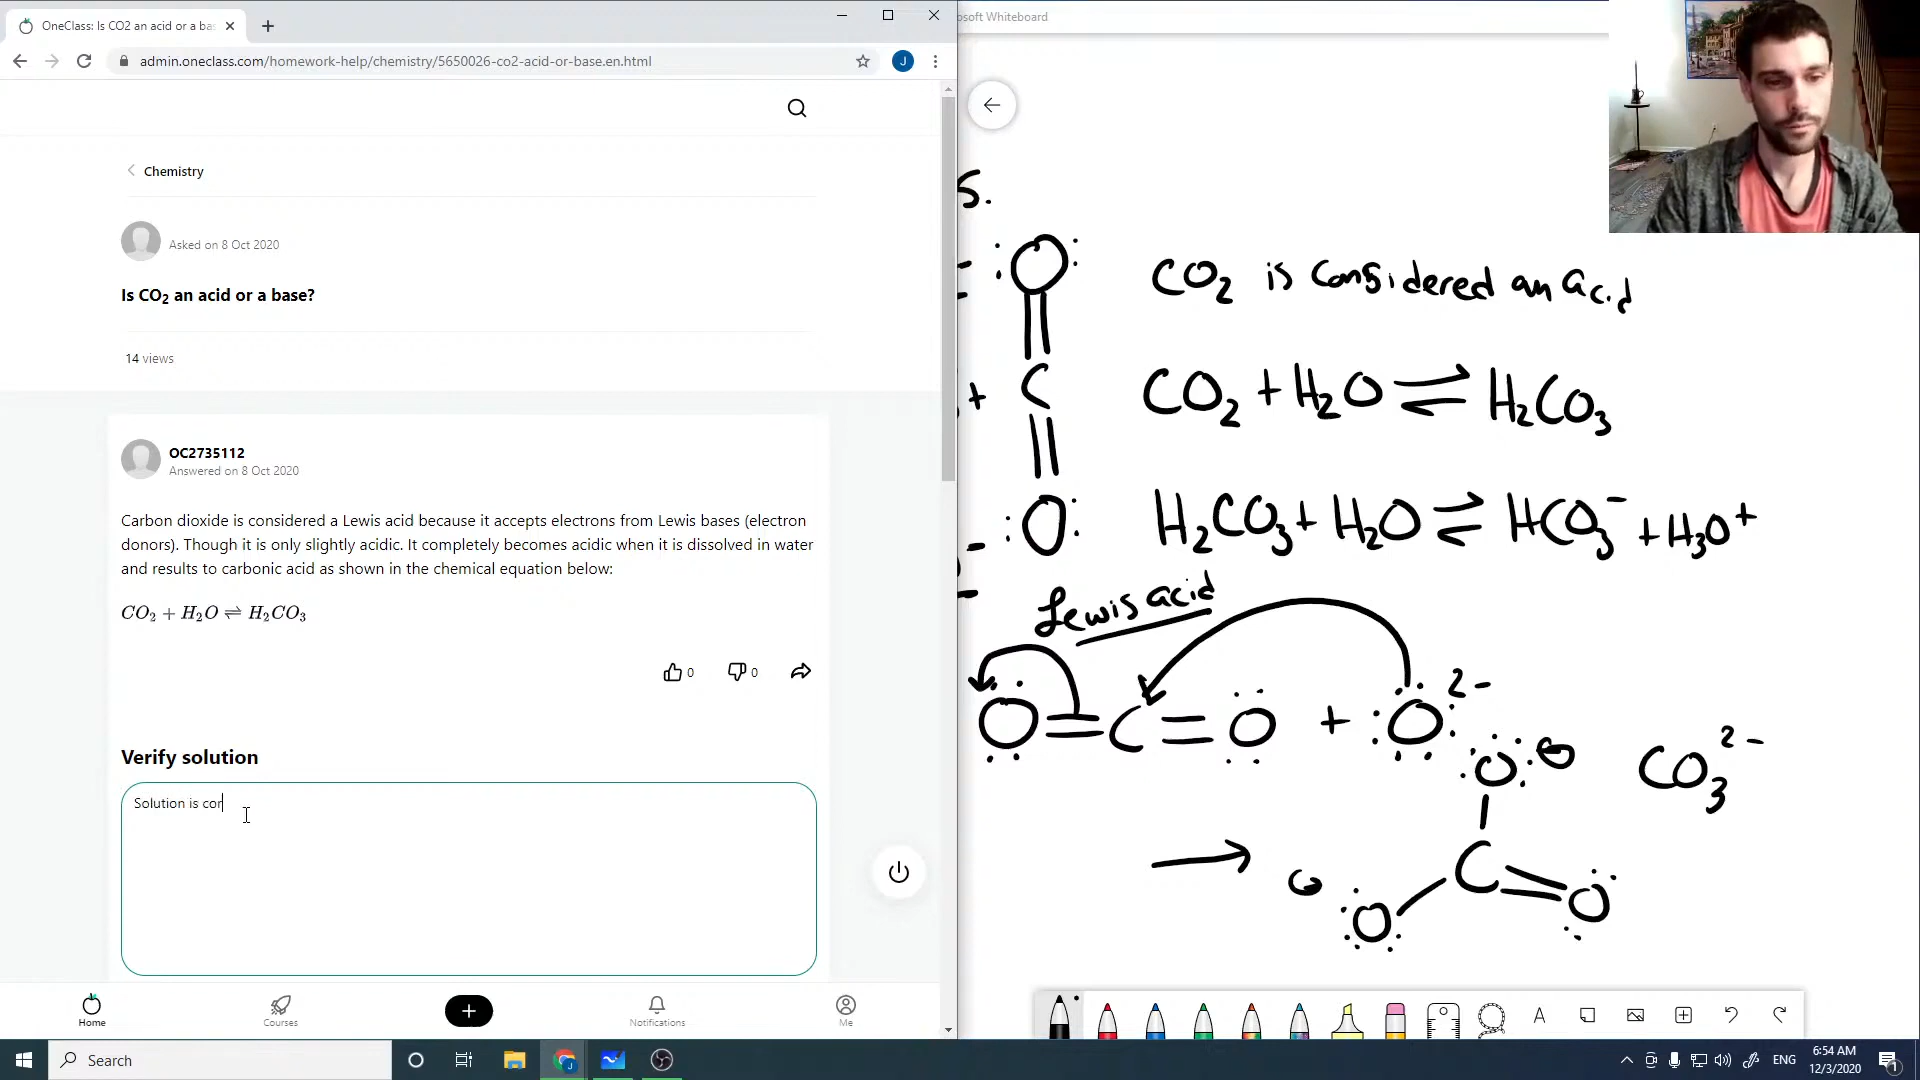 OneClass: Is CO2 an acid or a bas
osoft Whiteboard
admin.oneclass.com/homework-help/chemistry/5650026-co2-acid-or-base.en.html
J
Chemistry
Asked on 8 Oct 2020
Is CO₂ an acid or a base?
14 views
OC2735112
Answered on 8 Oct 2020
Carbon dioxide is considered a Lewis acid because it accepts electrons from Lewis bases (electron
donors). Though it is only slightly acidic. It completely becomes acidic when it is dissolved in water
and results to carbonic acid as shown in the chemical equation below:
CO₂ + H₂O ⇌ H₂CO₃
0
0
Verify solution
Solution is cor
Home
Courses
Notifications
Me
s.
O
C
O
+
CO₂ is considered an acid
CO₂ + H₂O ⇌ H₂CO₃
H₂CO₃ + H₂O ⇌ HCO₃⁻ + H₃O⁺
Lewis acid
O=C=O + O²⁻
→
O ⊖
C
⊖ O
O
CO₃²⁻
A
Search
ENG
6:54 AM
12/3/2020
1